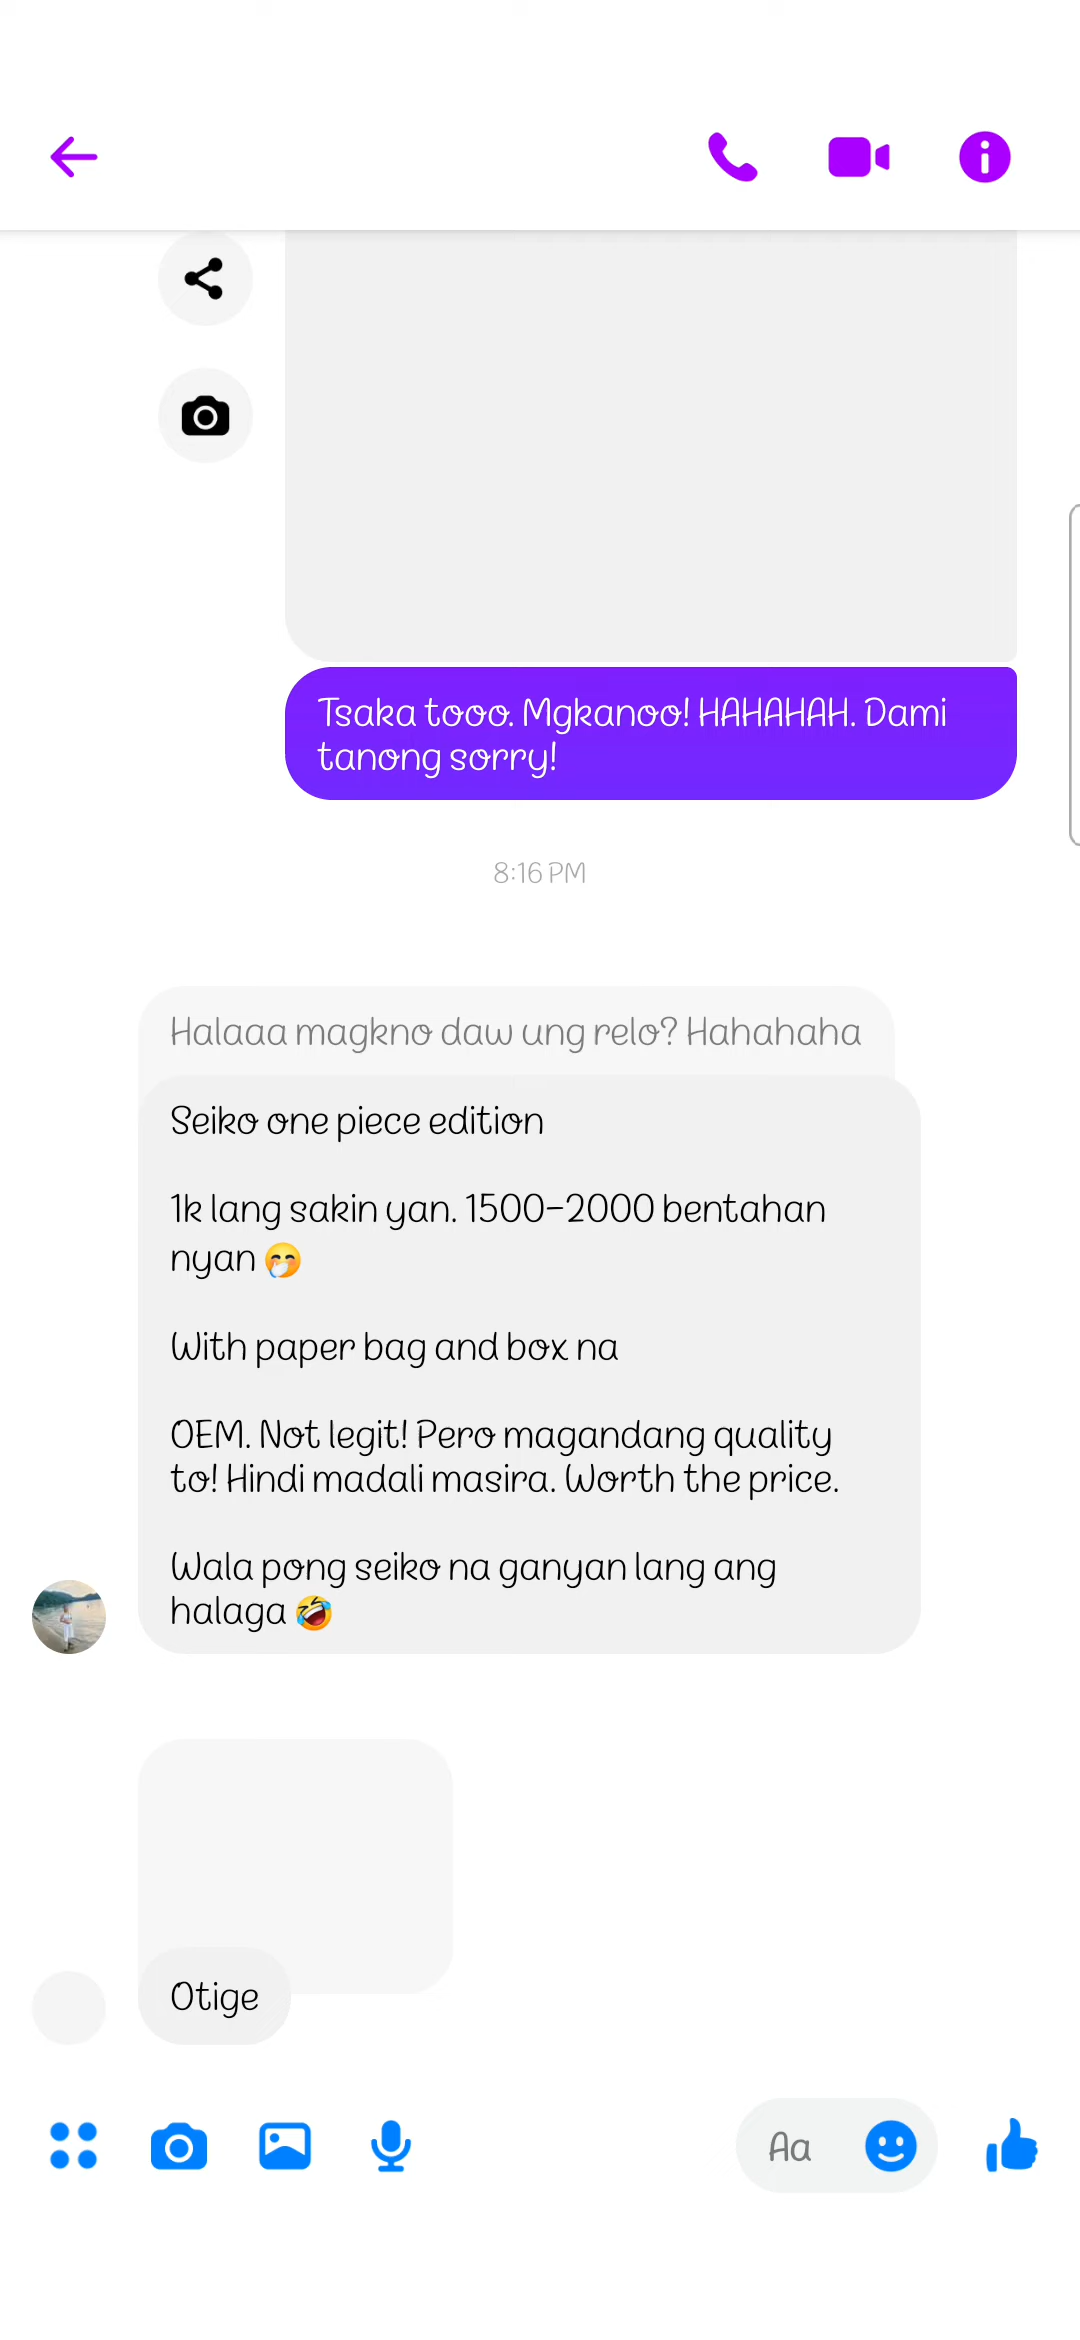 Tsaka tooo. Mgkanoo! HAHAHAH. Dami
tanong sorry!
8:16 PM
Halaaa magkno daw ung relo? Hahahaha
Seiko one piece edition
1k lang sakin yan. 1500-2000 bentahan
nyan 🤭
With paper bag and box na
OEM. Not legit! Pero magandang quality
to! Hindi madali masira. Worth the price.
Wala pong seiko na ganyan lang ang
halaga 🤣
Otige
Aa